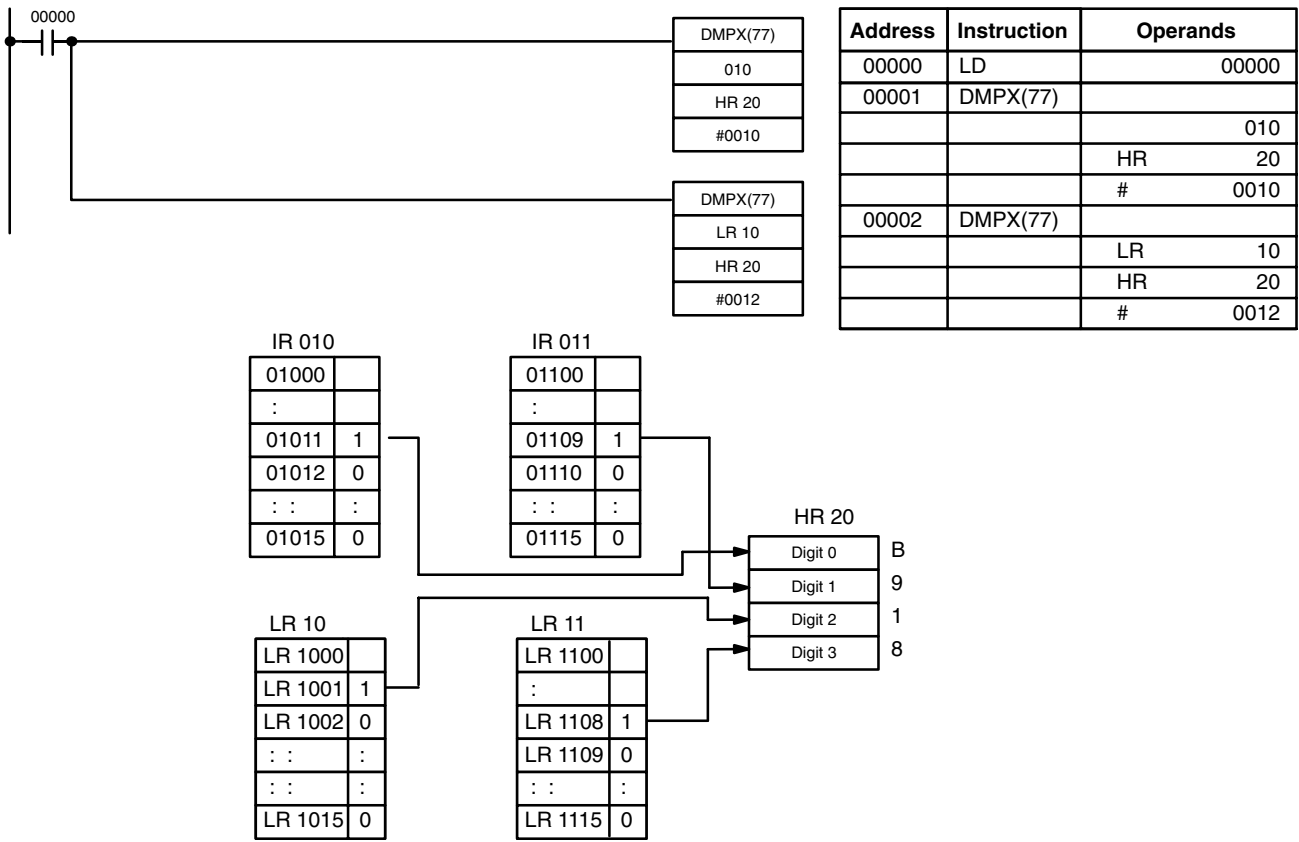 00000
DMPX(77)
010
HR 20
#0010
DMPX(77)
LR 10
HR 20
#0012
Address Instruction Operands
00000 LD 00000
00001 DMPX(77)
010
HR 20
# 0010
00002 DMPX(77)
LR 10
HR 20
# 0012
IR 010
01000
:
01011 1
01012 0
: : :
01015 0
IR 011
01100
:
01109 1
01110 0
: : :
01115 0
HR 20
Digit 0 B
Digit 1 9
Digit 2 1
Digit 3 8
LR 10
LR 1000
LR 1001 1
LR 1002 0
: : :
: : :
LR 1015 0
LR 11
LR 1100
:
LR 1108 1
LR 1109 0
: : :
LR 1115 0